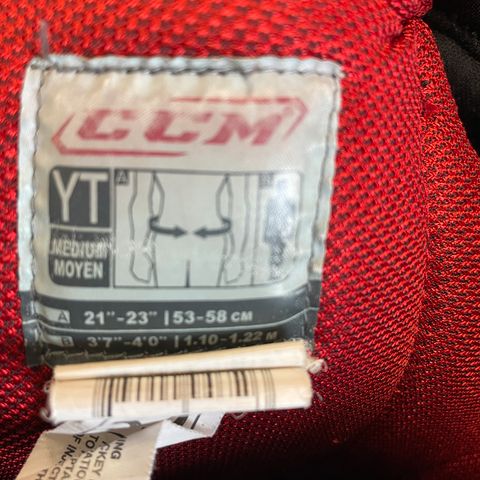 CCM
YT
A
MEDIUM
MOYEN
A 21"-23" | 53-58 CM
B 3'7"-4'0" | 1.10-1.22 M